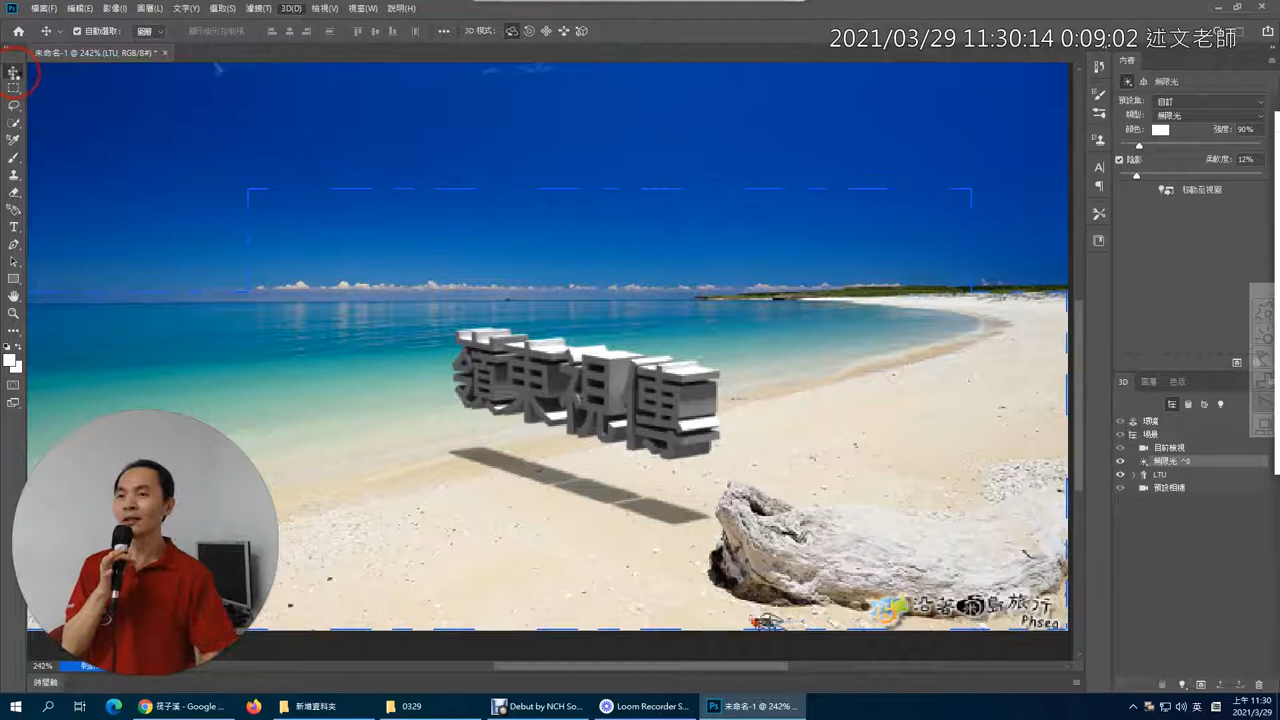 檔案(F) 編輯(E) 影像(I) 圖層(L) 文字(Y) 選取(S) 濾鏡(T) 3D(D) 檢視(V) 視窗(W) 說明(H)
自動選取: 3D 模式:
2021/03/29 11:30:14 0:09:02 述文老師
未命名-1 @ 242% (LTU, RGB/8#) *
內容
無限光
預設集: 自訂
類型: 無限光
顏色: 強度: 90%
陰影 柔軟度: 12%
移動至視圖
3D 圖層 色版
環境
場景
目前檢視
無限光
LTU
預設相機
沿著菊島旅行
Phsea
242%
時間軸
筏子溪 - Google ... 新增資料夾 0329 Debut by NCH So... Loom Recorder S... 未命名-1 @ 242% ...
英 上午 11:30
2021/3/29